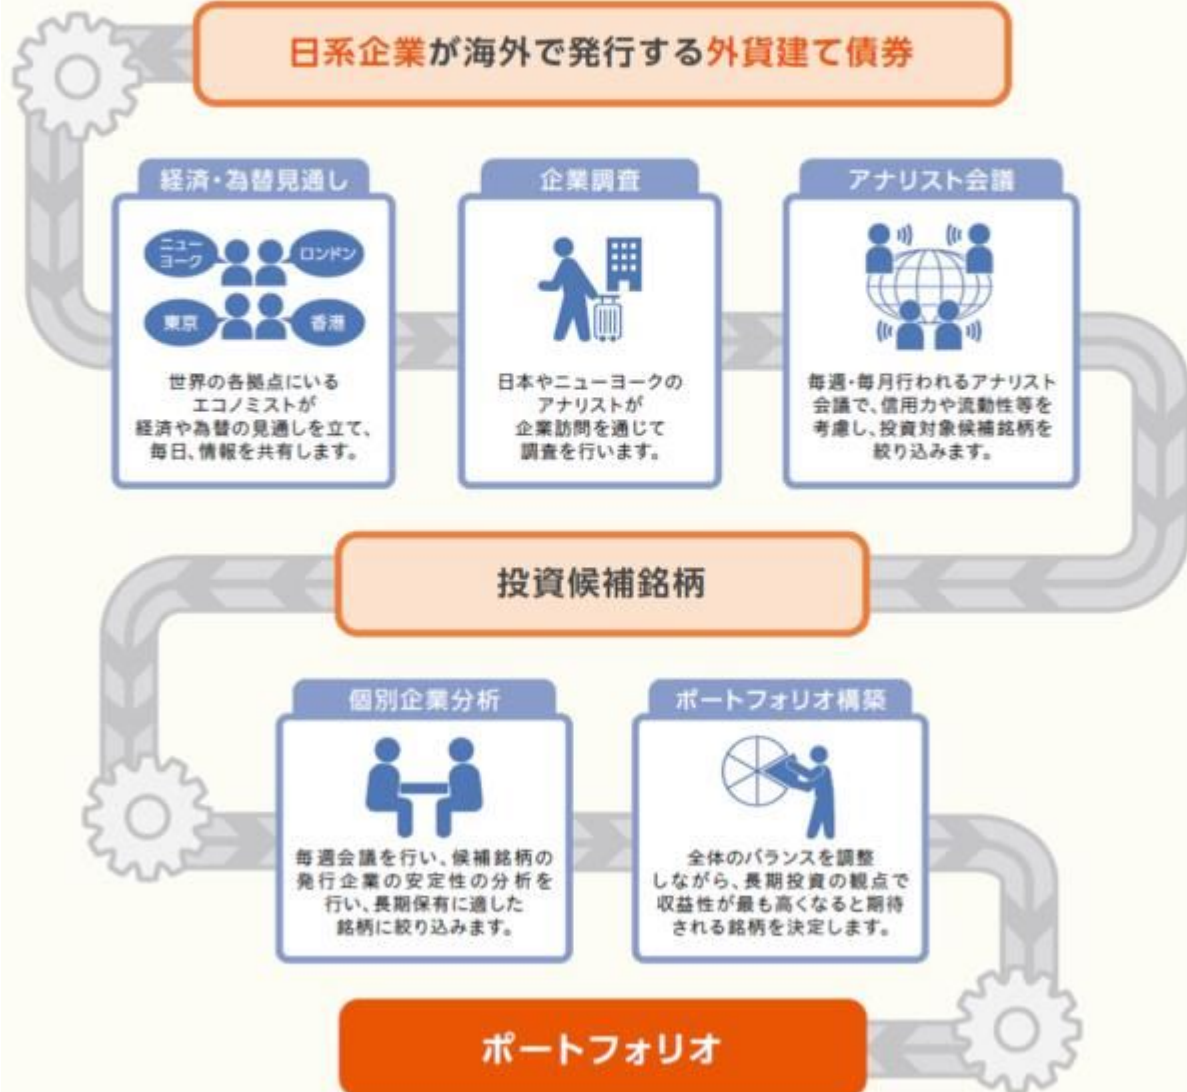 日系企業が海外で発行する外貨建て債券
経済・為替見通し
ニュー
ヨーク
ロンドン
東京
香港
世界の各拠点にいる
エコノミストが
経済や為替の見通しを立て、
毎日、情報を共有します。
企業調査
日本やニューヨークの
アナリストが
企業訪問を通じて
調査を行います。
アナリスト会議
毎週・毎月行われるアナリスト
会議で、信用力や流動性等を
考慮し、投資対象候補銘柄を
絞り込みます。
投資候補銘柄
個別企業分析
毎週会議を行い、候補銘柄の
発行企業の安定性の分析を
行い、長期保有に適した
銘柄に絞り込みます。
ポートフォリオ構築
全体のバランスを調整
しながら、長期投資の観点で
収益性が最も高くなると期待
される銘柄を決定します。
ポートフォリオ